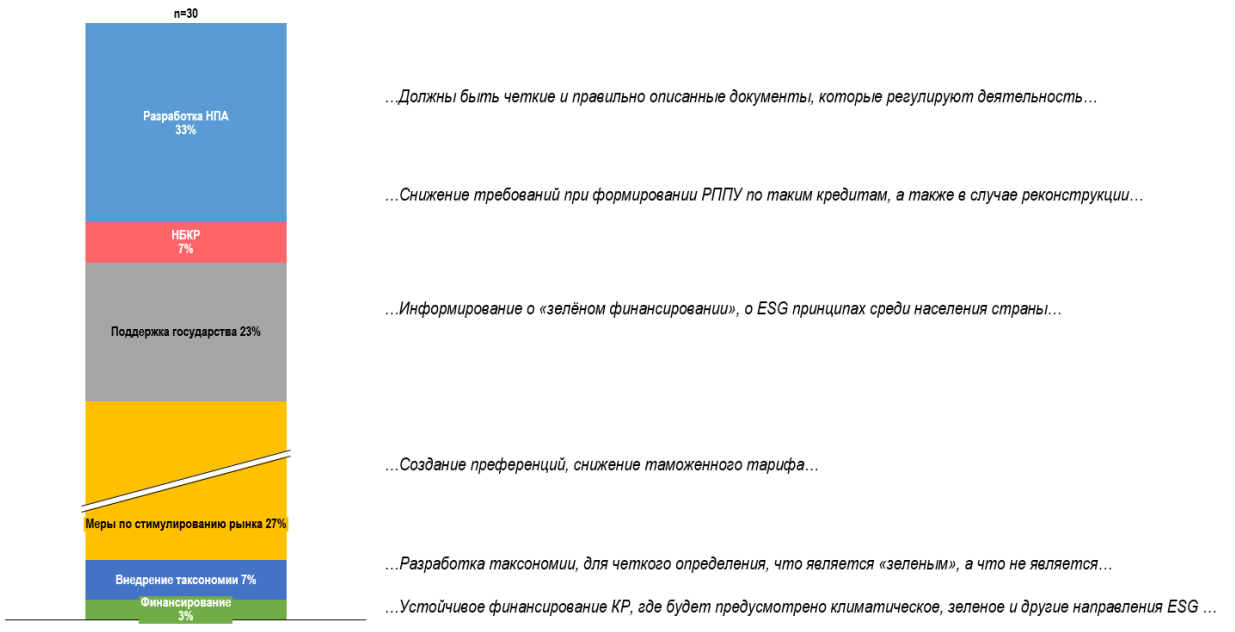 n=30
Разработка НПА
33%
…Должны быть четкие и правильно описанные документы, которые регулируют деятельность…
…Снижение требований при формировании РППУ по таким кредитам, а также в случае реконструкции…
НБКР
7%
Поддержка государства 23%
…Информирование о «зелёном финансировании», о ESG принципах среди населения страны…
…Создание преференций, снижение таможенного тарифа…
Меры по стимулированию рынка 27%
Внедрение таксономии 7%
…Разработка таксономии, для четкого определения, что является «зеленым», а что не является…
Финансирование
3%
…Устойчивое финансирование КР, где будет предусмотрено климатическое, зеленое и другие направления ESG …